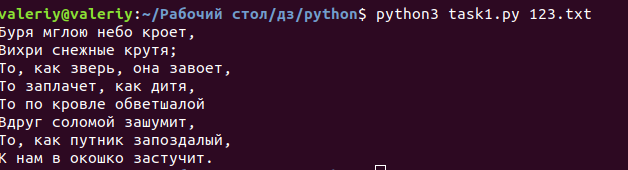 valeriy@valeriy:~/Рабочий стол/дз/python$ python3 task1.py 123.txt
Буря мглою небо кроет,
Вихри снежные крутя;
То, как зверь, она завоет,
То заплачет, как дитя,
То по кровле обветшалой
Вдруг соломой зашумит,
То, как путник запоздалый,
К нам в окошко застучит.